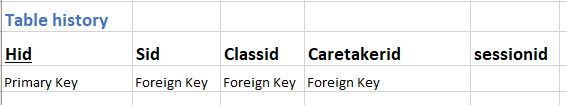 Table history
Hid Sid Classid Caretakerid sessionid
Primary Key Foreign Key Foreign Key Foreign Key